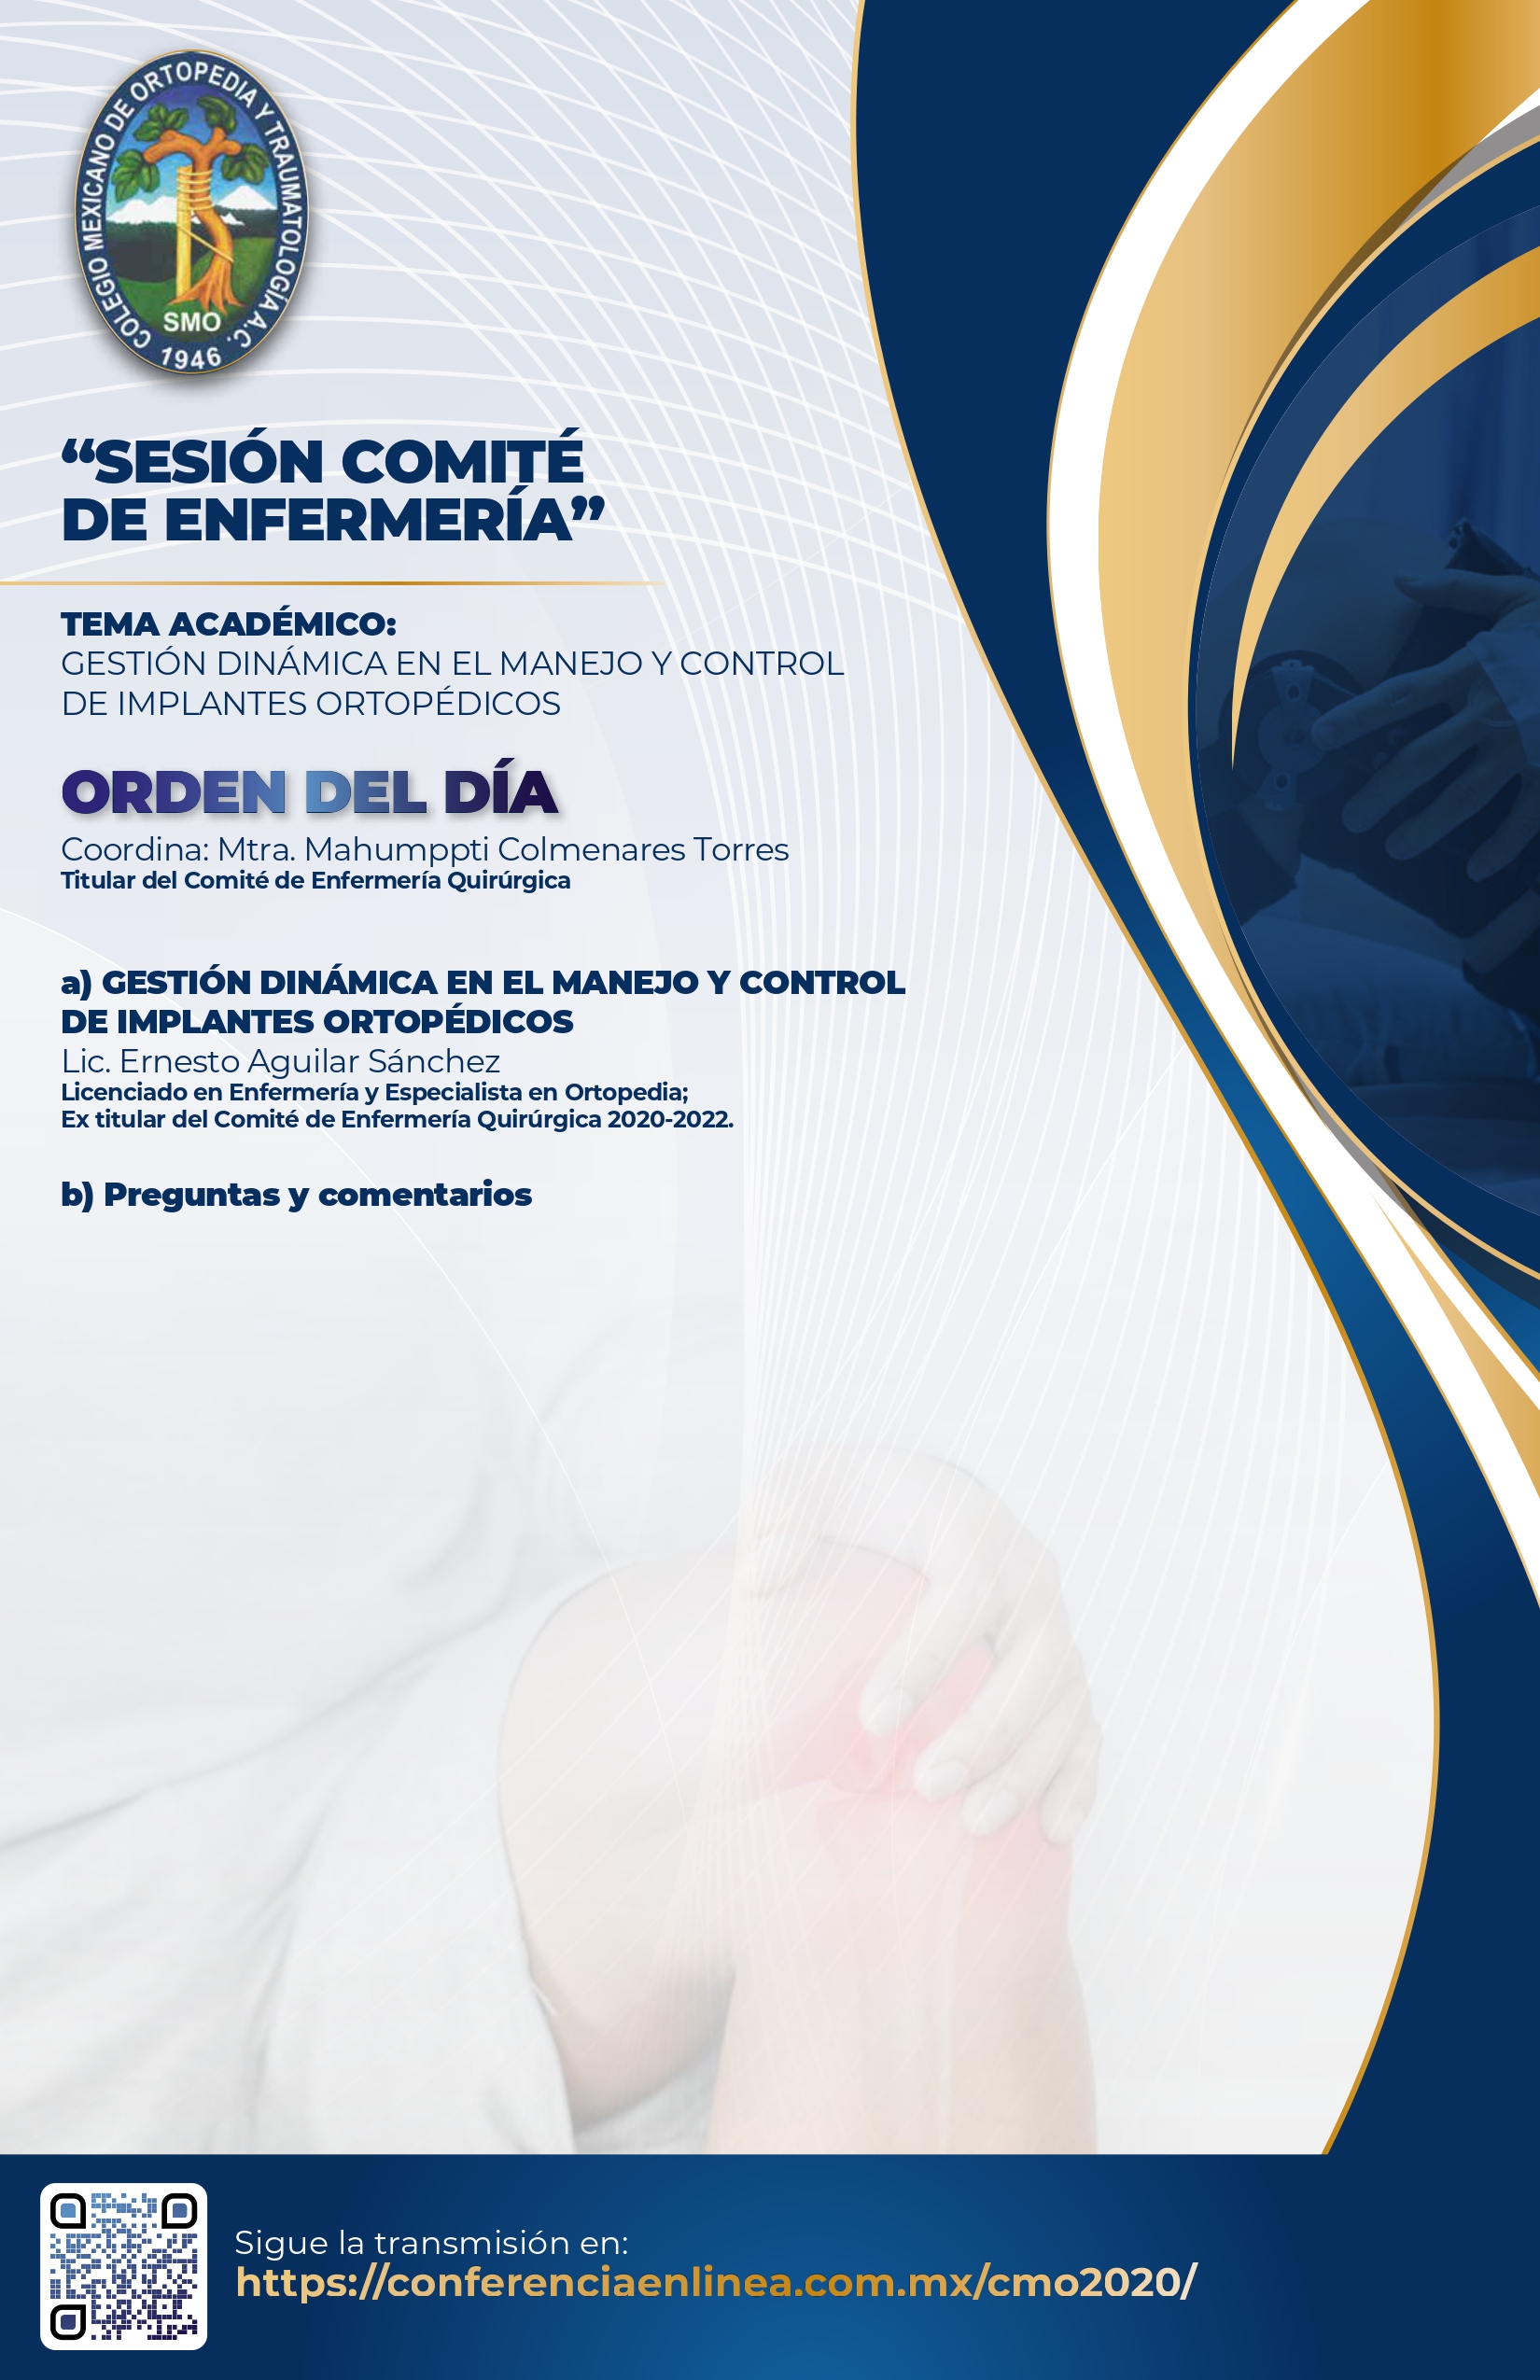 COLEGIO MEXICANO DE ORTOPEDIA Y TRAUMATOLOGÍA A.C.
SMO
1946
“SESIÓN COMITÉ
DE ENFERMERÍA”
TEMA ACADÉMICO:
GESTIÓN DINÁMICA EN EL MANEJO Y CONTROL
DE IMPLANTES ORTOPÉDICOS
ORDEN DEL DÍA
Coordina: Mtra. Mahumppti Colmenares Torres
Titular del Comité de Enfermería Quirúrgica
a) GESTIÓN DINÁMICA EN EL MANEJO Y CONTROL
DE IMPLANTES ORTOPÉDICOS
Lic. Ernesto Aguilar Sánchez
Licenciado en Enfermería y Especialista en Ortopedia;
Ex titular del Comité de Enfermería Quirúrgica 2020-2022.
b) Preguntas y comentarios
Sigue la transmisión en:
https://conferenciaenlinea.com.mx/cmo2020/